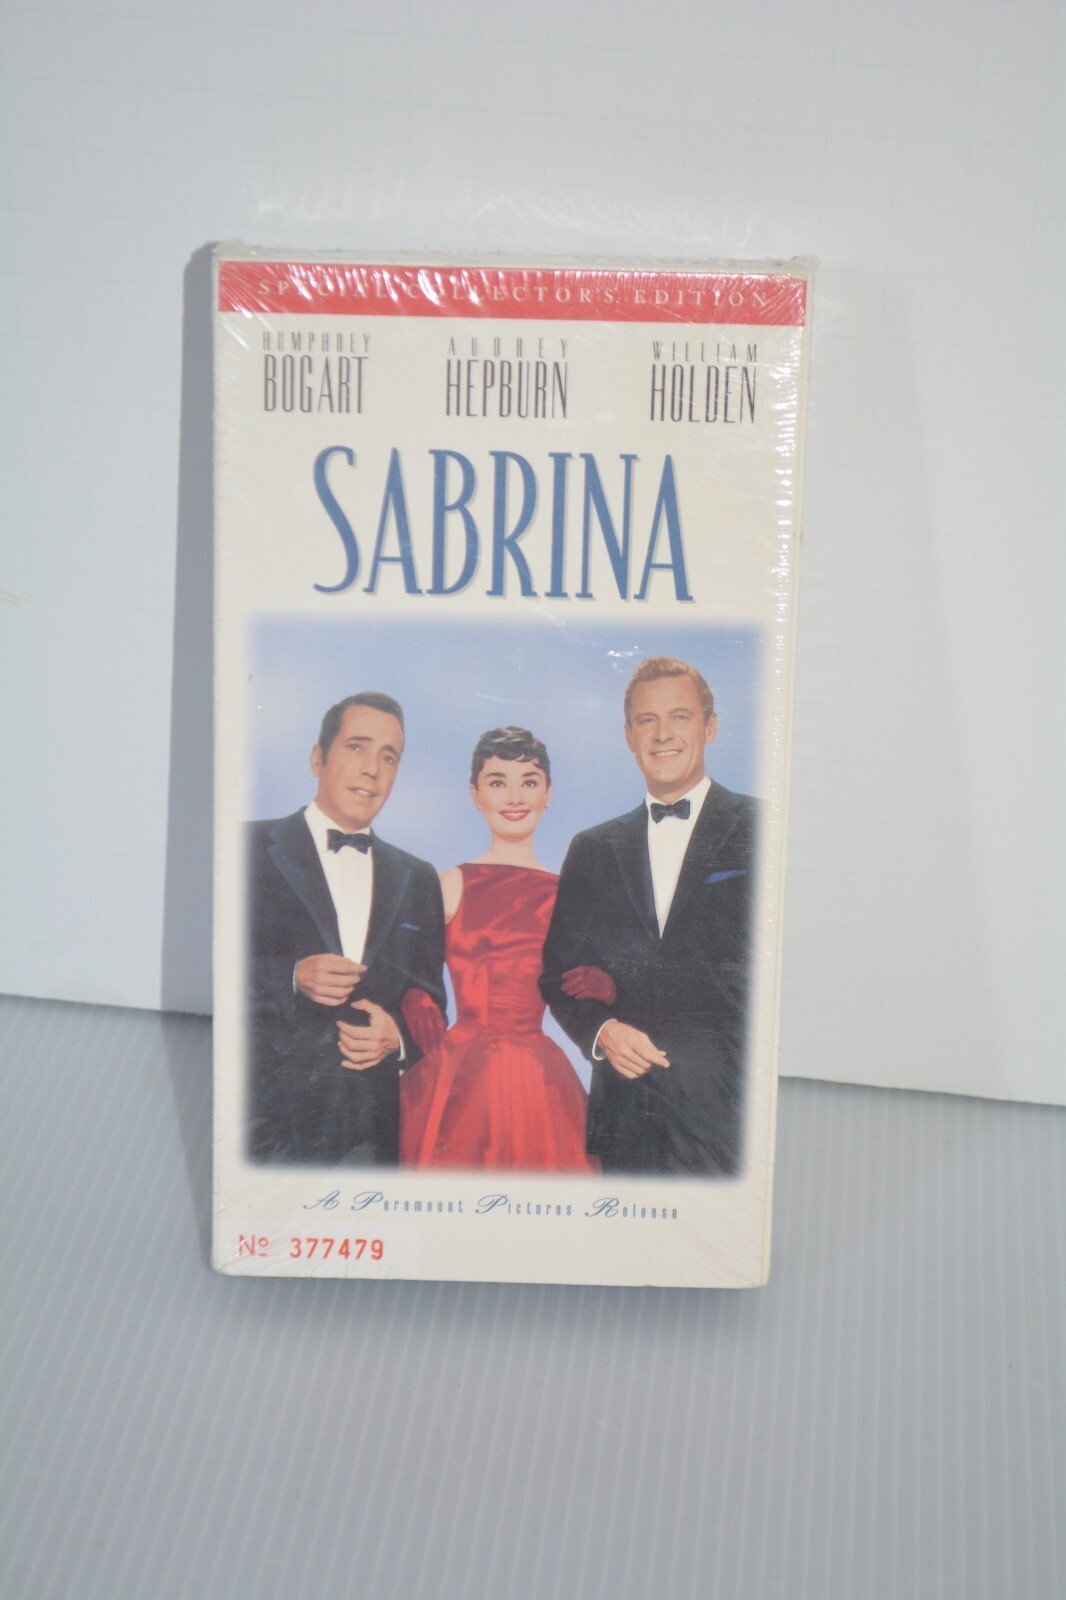 SPECIAL COLLECTOR'S EDITION
HUMPHREY AUDREY WILLIAM
BOGART HEPBURN HOLDEN
SABRINA
A Paramount Pictures Release
Nº 377479